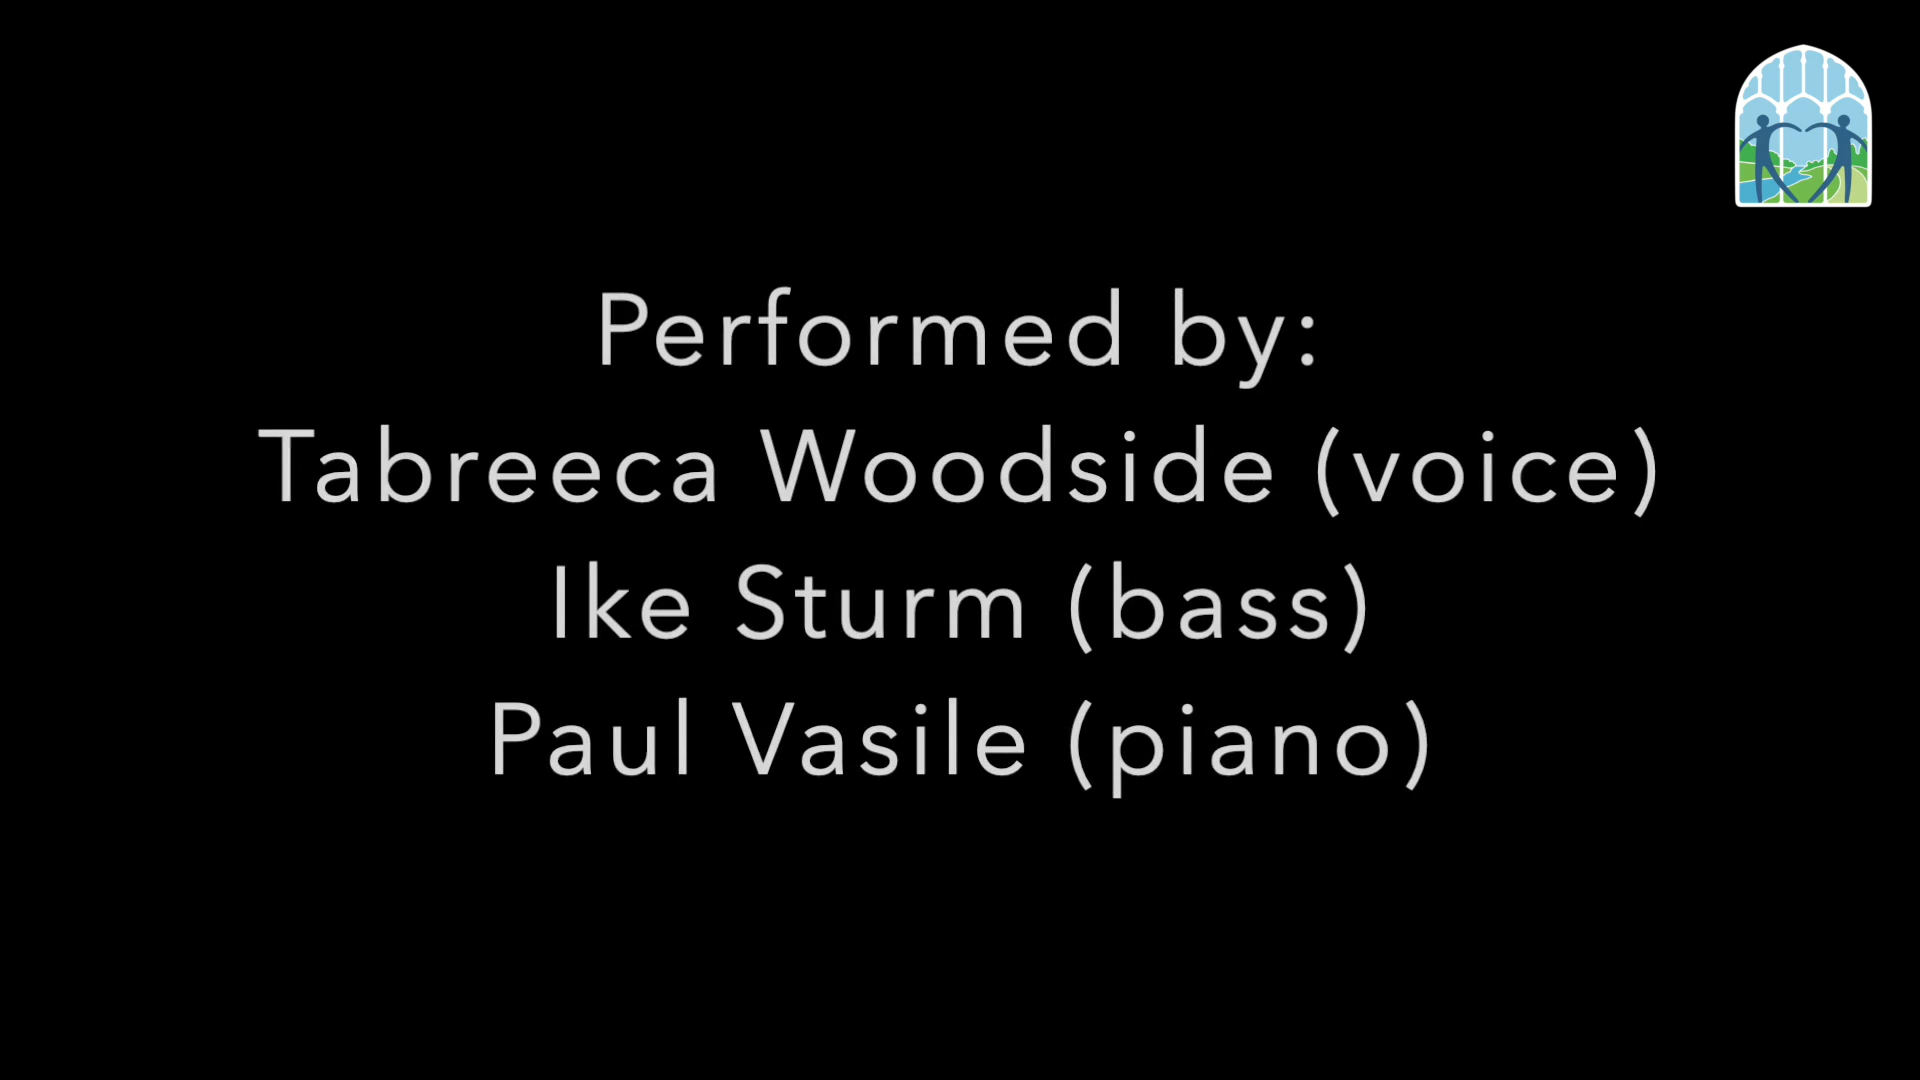 Performed by:
Tabreeca Woodside (voice)
Ike Sturm (bass)
Paul Vasile (piano)